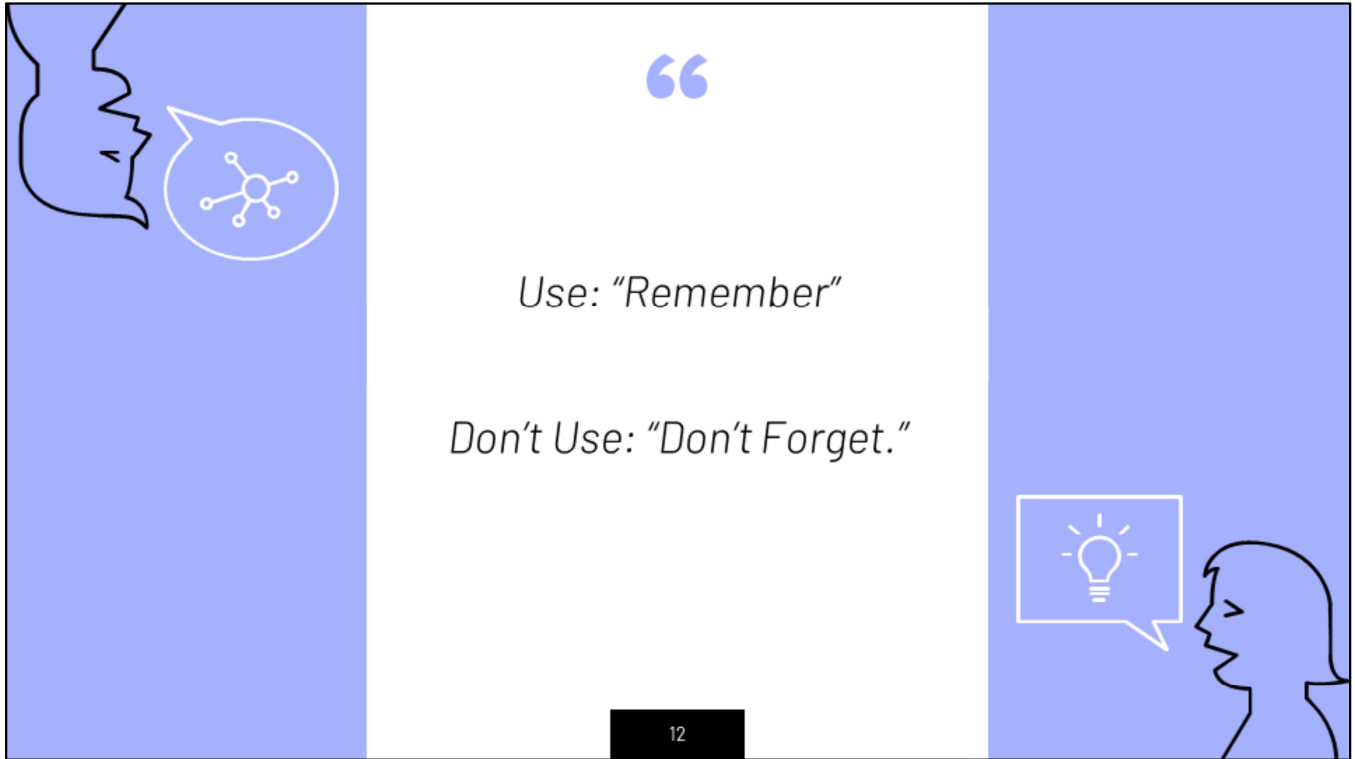 “
Use: “Remember”
Don’t Use: “Don’t Forget.”
12